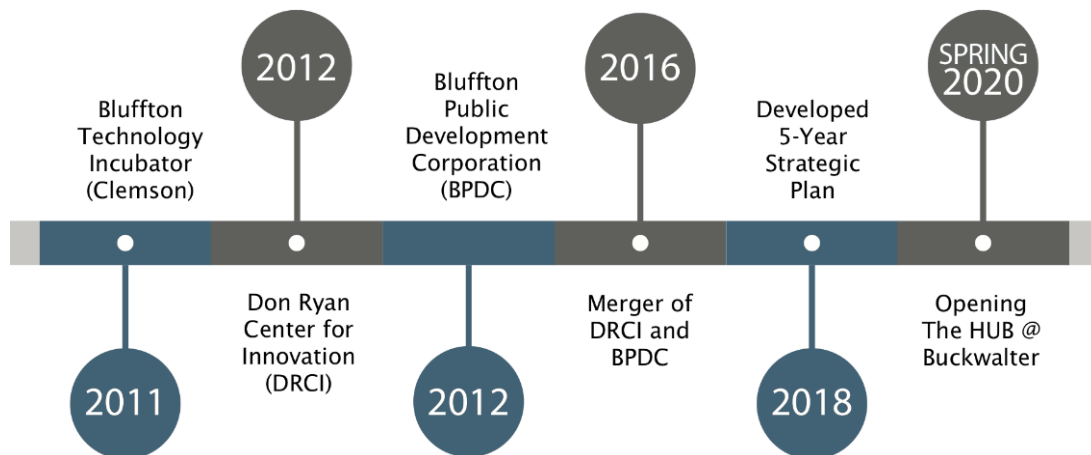 Bluffton
Technology
Incubator
(Clemson)
2011
2012
Don Ryan
Center for
Innovation
(DRCI)
Bluffton
Public
Development
Corporation
(BPDC)
2012
2016
Merger of
DRCI and
BPDC
Developed
5-Year
Strategic
Plan
2018
SPRING
2020
Opening
The HUB @
Buckwalter